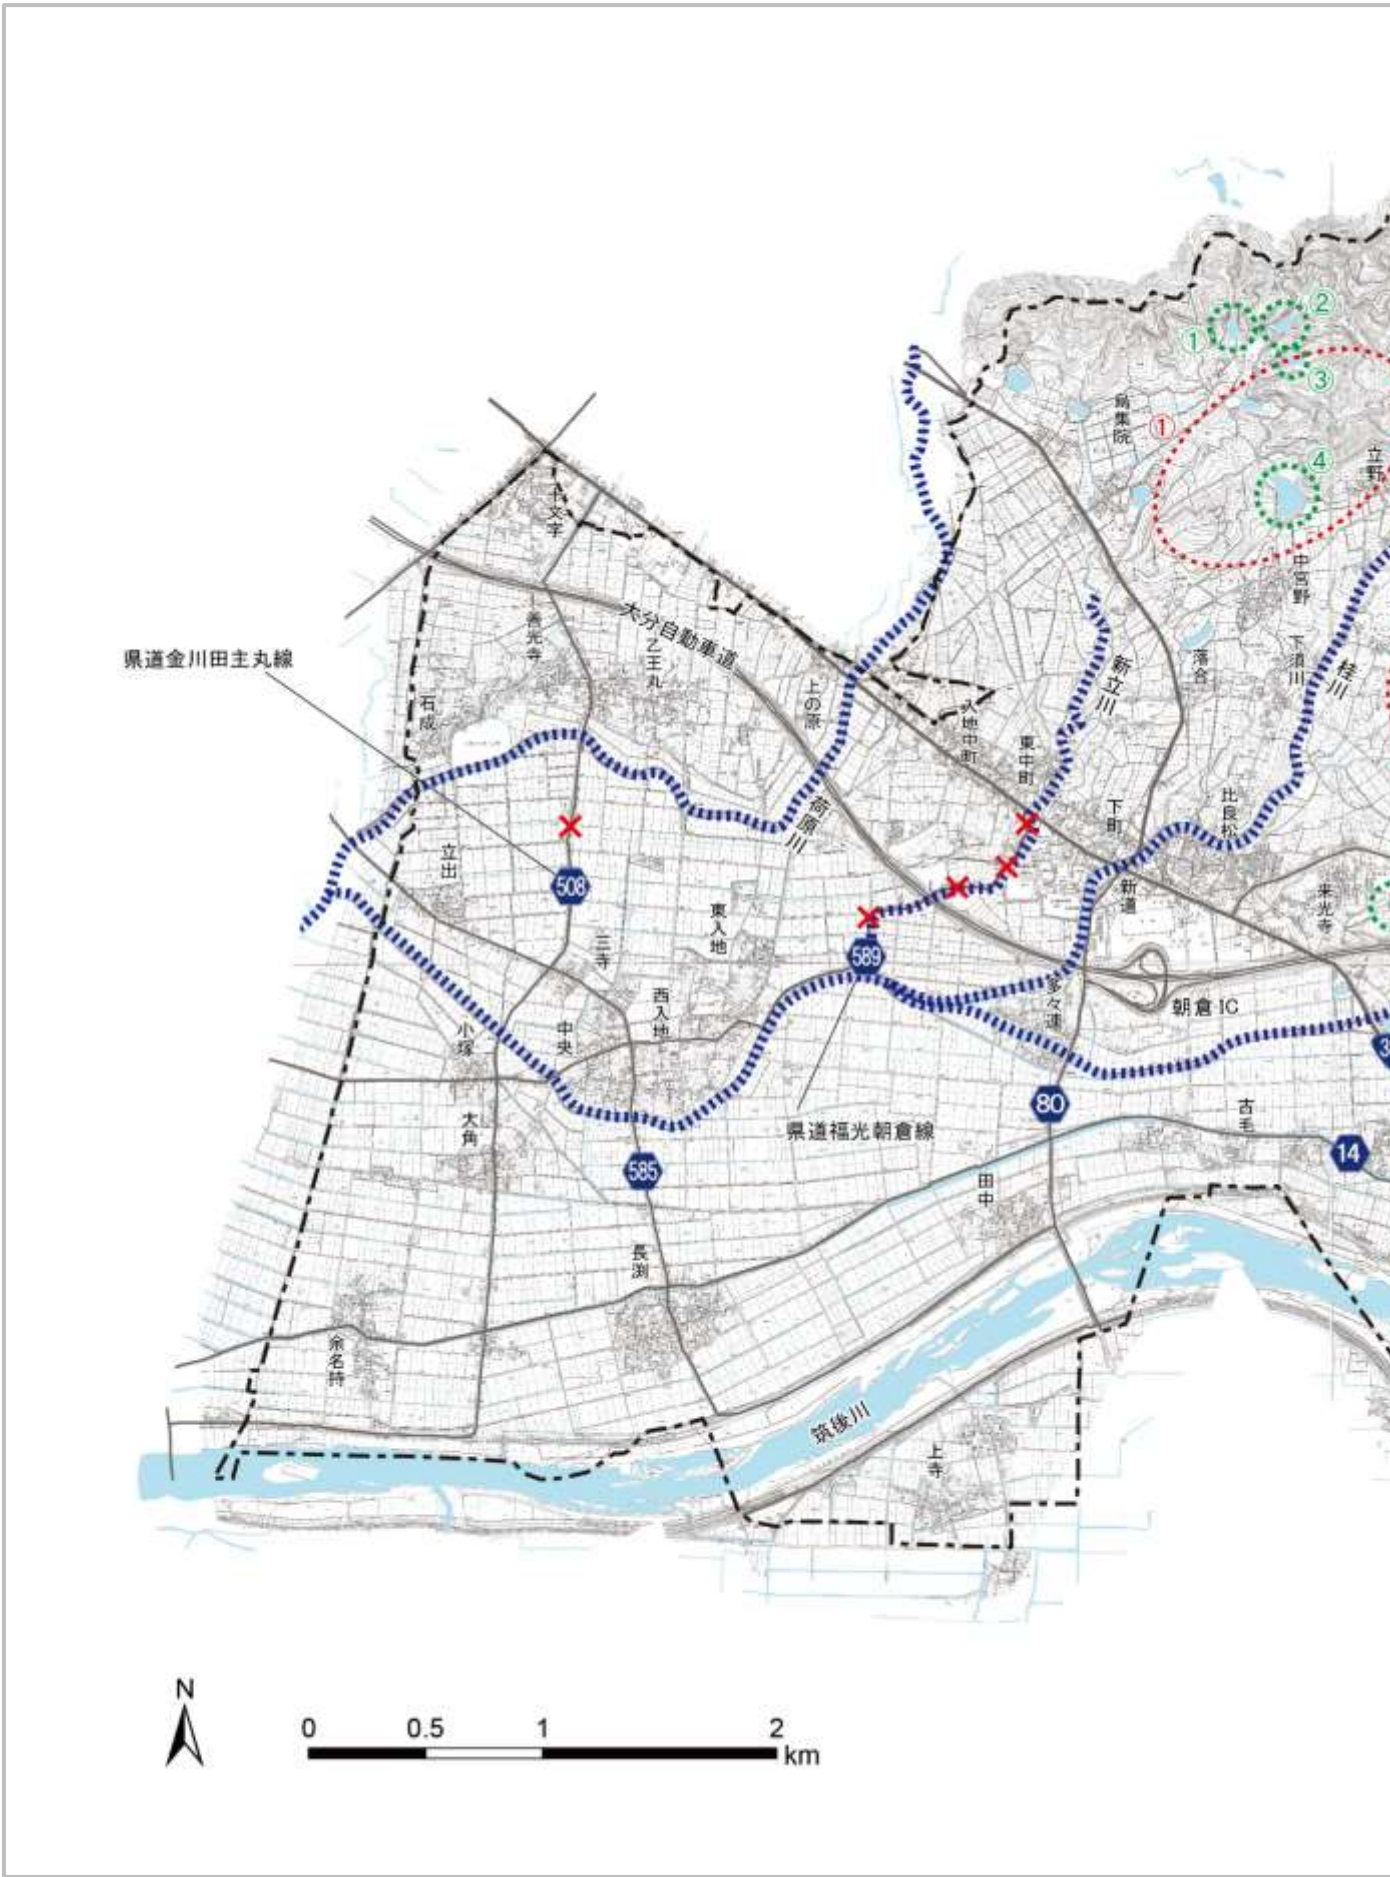 ②
①
③
烏集院
①
④
立野
十文字
中宮野
善光寺
大分自動車道
乙王丸
新立川
落合
下須川
桂川
県道金川田主丸線
石成
上の原
入地中町
東中町
下町
比良松
荷原川
立出
508
新道
来光寺
東入地
三寺
589
西入地
多々連
朝倉IC
小塚
中央
80
古毛
大角
県道福光朝倉線
14
585
田中
長渕
余名持
筑後川
上寺
N
0 0.5 1 2
km